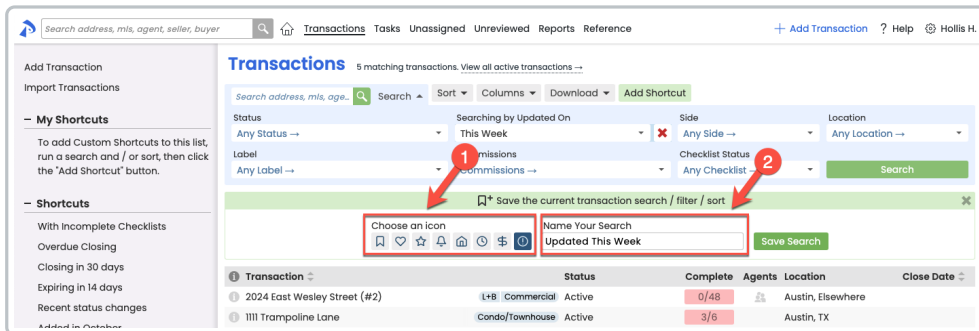 Search address, mls, agent, seller, buyer
Transactions Tasks Unassigned Unreviewed Reports Reference
+ Add Transaction ? Help Hollis H.
Add Transaction
Import Transactions
– My Shortcuts
To add Custom Shortcuts to this list,
run a search and / or sort, then click
the "Add Shortcut" button.
– Shortcuts
With Incomplete Checklists
Overdue Closing
Closing in 30 days
Expiring in 14 days
Recent status changes
Added in October
Transactions 5 matching transactions. View all active transactions →
Search address, mls, age... Search Sort Columns Download Add Shortcut
Status Searching by Updated On Side Location
Any Status → This Week Any Side → Any Location →
Label Checklist Status
Any Label → Commissions → Any Checklist Search
1
2
Save the current transaction search / filter / sort
Choose an icon Name Your Search
Updated This Week Save Search
Transaction Status Complete Agents Location Close Date
2024 East Wesley Street (#2) L+B Commercial Active 0/48 Austin, Elsewhere
1111 Trampoline Lane Condo/Townhouse Active 3/6 Austin, TX